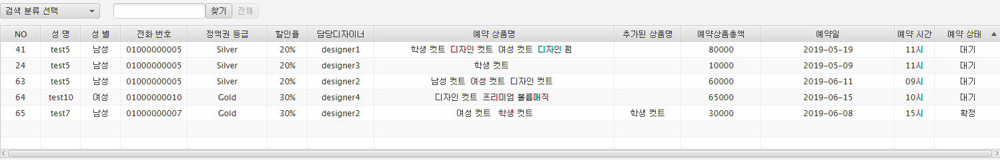 검색 분류 선택 찾기 전체
NO 성 명 성 별 전화 번호 정액권 등급 할인율 담당디자이너 예약 상품명 추가된 상품명 예약상품총액 예약일 예약 시간 예약 상태
41 test5 남성 01000000005 Silver 20% designer1 학생 컷트 디자인 컷트 여성 컷트 디자인 펌 80000 2019-05-19 11시 대기
24 test5 남성 01000000005 Silver 20% designer3 학생 컷트 10000 2019-05-09 11시 대기
63 test5 남성 01000000005 Silver 20% designer2 남성 컷트 여성 컷트 디자인 컷트 60000 2019-06-11 09시 대기
64 test10 여성 01000000010 Gold 30% designer4 디자인 컷트 프리미엄 볼륨매직 65000 2019-06-15 10시 대기
65 test7 남성 01000000007 Gold 30% designer2 여성 컷트 학생 컷트 학생 컷트 30000 2019-06-08 15시 확정